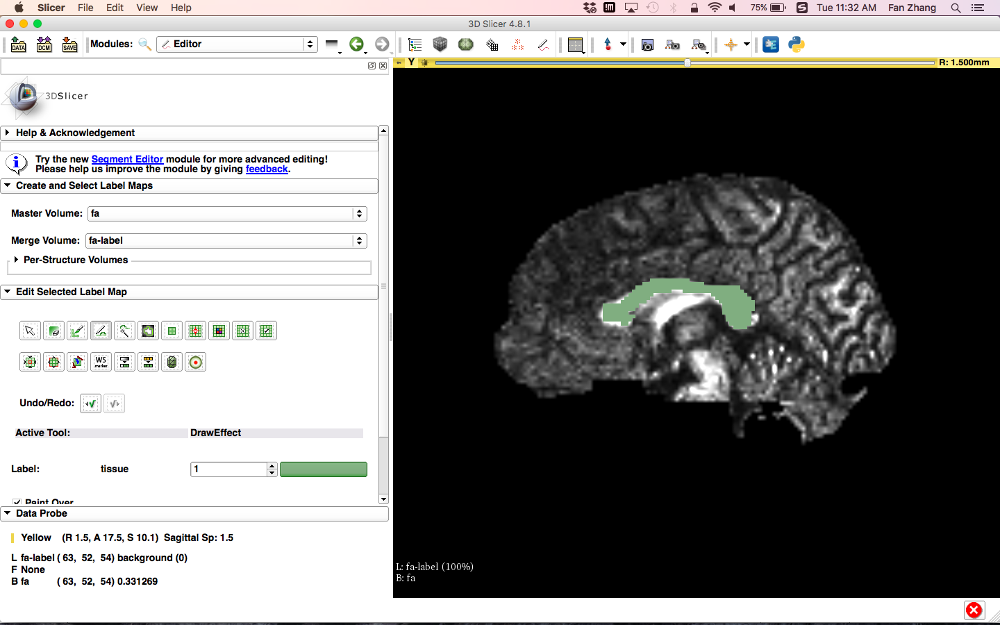 Slicer File Edit View Help 75% Tue 11:32 AM Fan Zhang
3D Slicer 4.8.1
DATA DCM SAVE Modules: Editor
Y R: 1.500mm
3DSlicer
Help & Acknowledgement
Try the new Segment Editor module for more advanced editing!
Please help us improve the module by giving feedback.
Create and Select Label Maps
Master Volume: fa
Merge Volume: fa-label
Per-Structure Volumes
Edit Selected Label Map
WS
marker
Undo/Redo:
Active Tool: DrawEffect
Label: tissue 1
Paint Over
Data Probe
Yellow (R 1.5, A 17.5, S 10.1) Sagittal Sp: 1.5
L fa-label ( 63, 52, 54) background (0)
F None
B fa ( 63, 52, 54) 0.331269
L: fa-label (100%)
B: fa